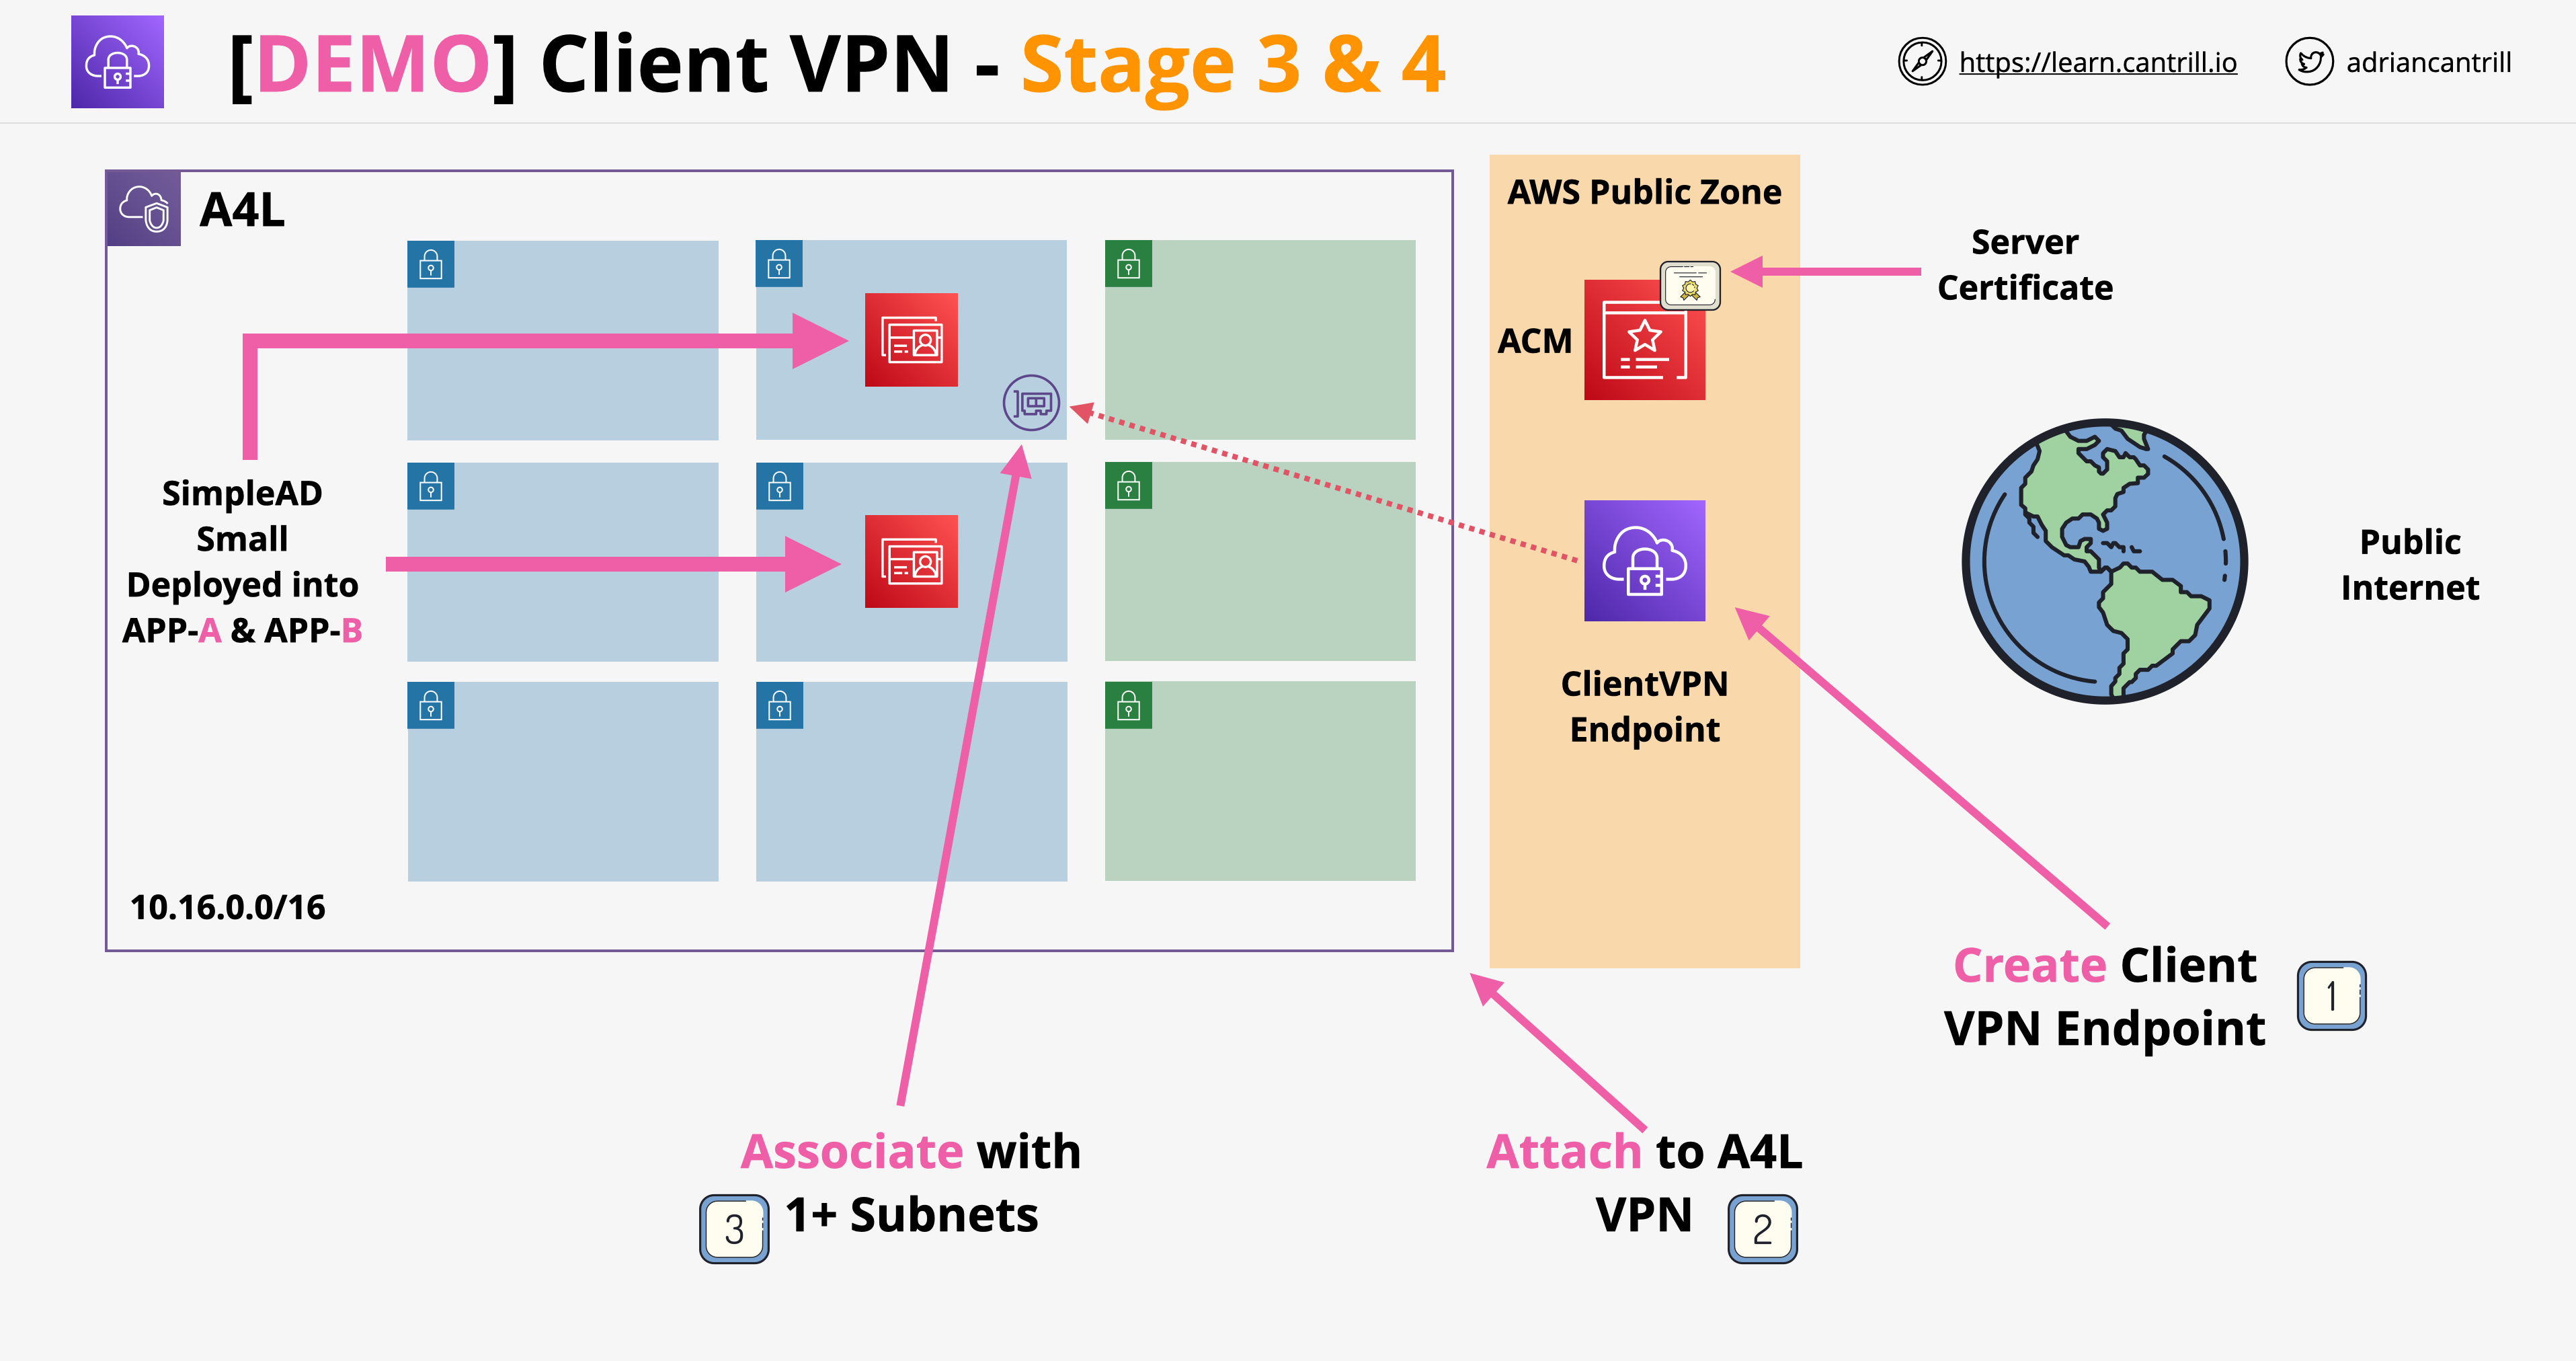 [DEMO] Client VPN - Stage 3 & 4
https://learn.cantrill.io
adriancantrill
A4L
AWS Public Zone
Server
Certificate
ACM
SimpleAD
Small
Deployed into
APP-A & APP-B
Public
Internet
ClientVPN
Endpoint
10.16.0.0/16
Create Client
VPN Endpoint
1
Associate with
1+ Subnets
3
Attach to A4L
VPN
2